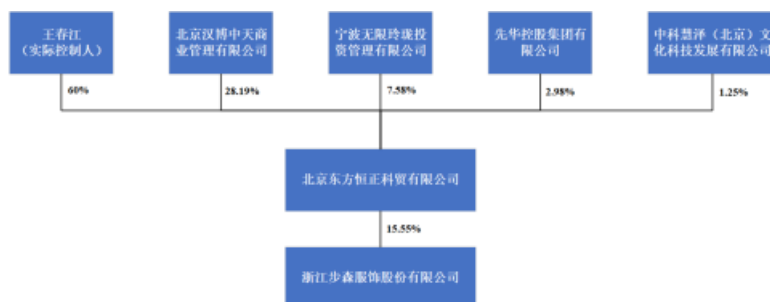 王春江
（实际控制人）
北京汉博中天商
业管理有限公司
宁波无限玲珑投
资管理有限公司
先华控股集团有
限公司
中科慧泽（北京）文
化科技发展有限公司
60%
28.19%
7.58%
2.98%
1.25%
北京东方恒正科贸有限公司
15.55%
浙江步森服饰股份有限公司